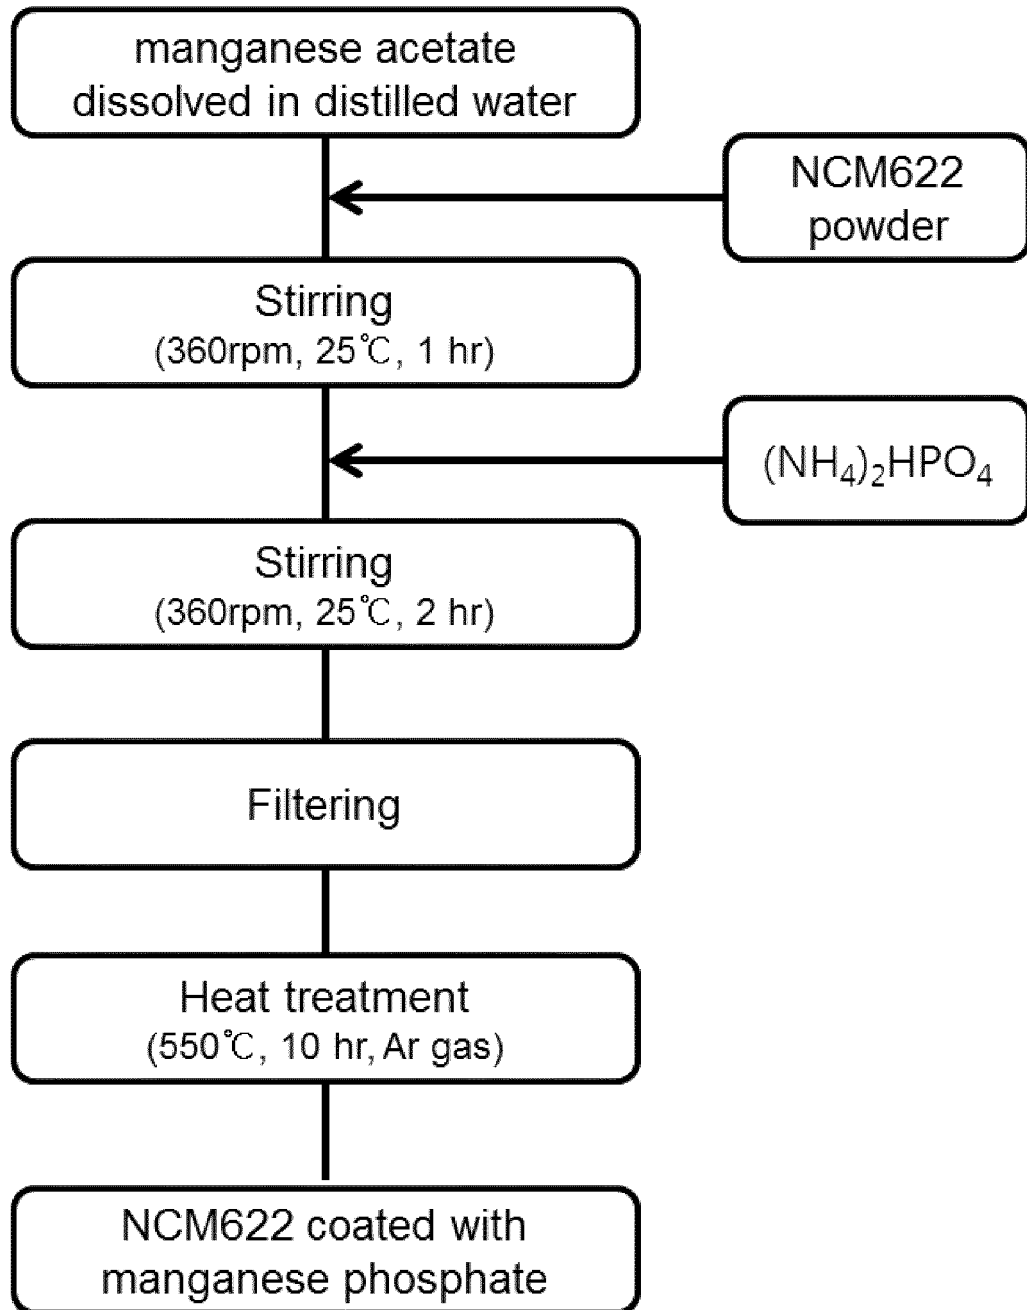 manganese acetate
dissolved in distilled water
NCM622
powder
Stirring
(360rpm, 25℃, 1 hr)
(NH₄)₂HPO₄
Stirring
(360rpm, 25℃, 2 hr)
Filtering
Heat treatment
(550℃, 10 hr, Ar gas)
NCM622 coated with
manganese phosphate